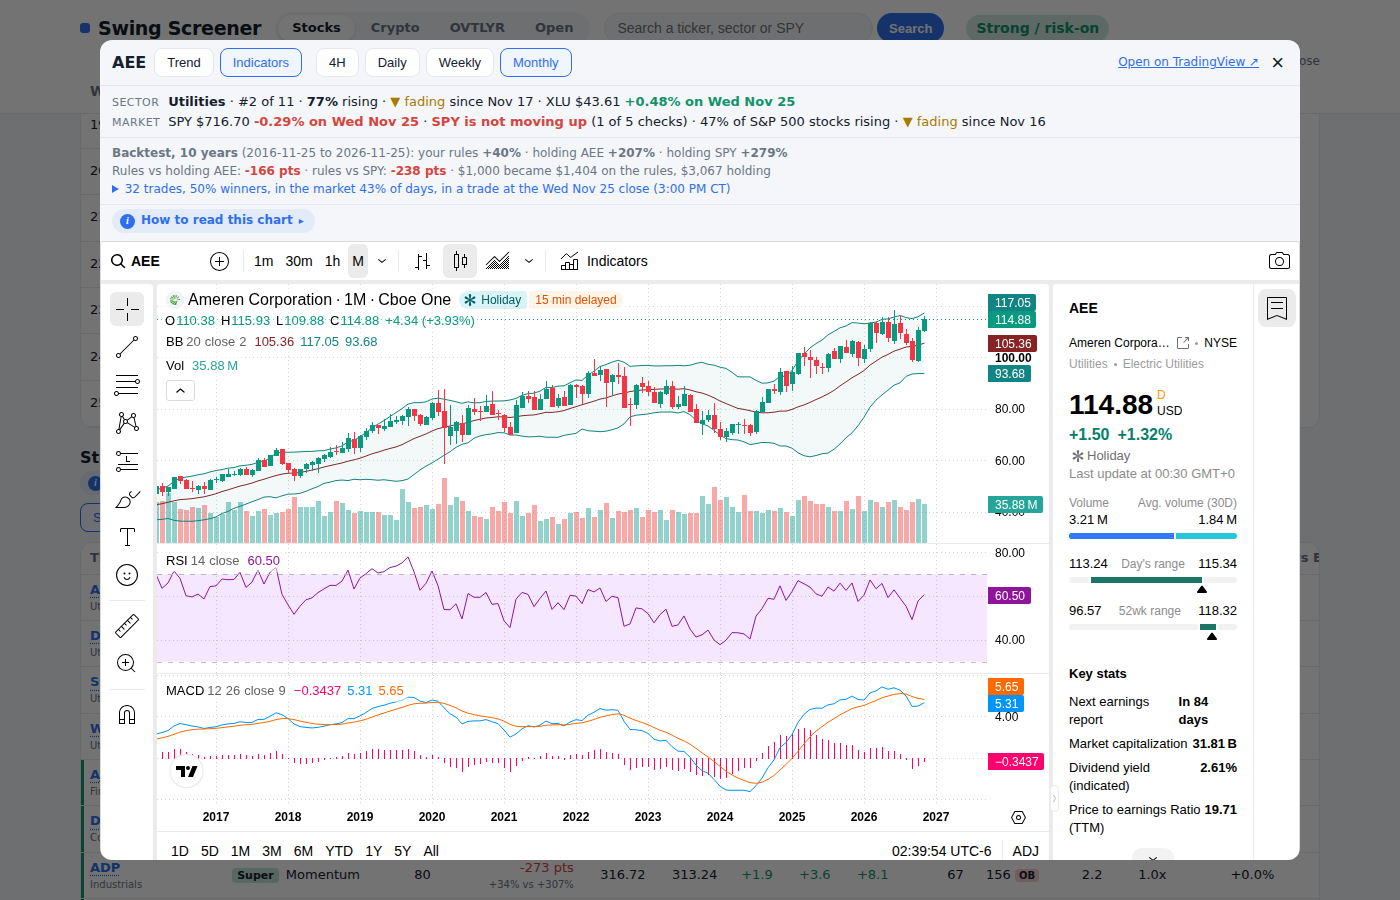 Swing Screener
Stocks Crypto OVTLYR Open
Search a ticker, sector or SPY
Search
Strong / risk-on
AEE Trend Indicators 4H Daily Weekly Monthly
Open on TradingView ↗ ×
SECTOR Utilities · #2 of 11 · 77% rising · ▼ fading since Nov 17 · XLU $43.61 +0.48% on Wed Nov 25
MARKET SPY $716.70 -0.29% on Wed Nov 25 · SPY is not moving up (1 of 5 checks) · 47% of S&P 500 stocks rising · ▼ fading since Nov 16
Backtest, 10 years (2016-11-25 to 2026-11-25): your rules +40% · holding AEE +207% · holding SPY +279%
Rules vs holding AEE: -166 pts · rules vs SPY: -238 pts · $1,000 became $1,404 on the rules, $3,067 holding
▶ 32 trades, 50% winners, in the market 43% of days, in a trade at the Wed Nov 25 close (3:00 PM CT)
i How to read this chart ▸
AEE 1m 30m 1h M Indicators
Ameren Corporation · 1M · Cboe One Holiday 15 min delayed
O110.38 H115.93 L109.88 C114.88 +4.34 (+3.93%)
BB 20 close 2 105.36 117.05 93.68
Vol 35.88 M
117.05
114.88
105.36
100.00
93.68
80.00
60.00
35.88 M
RSI 14 close 60.50
80.00
60.50
40.00
MACD 12 26 close 9 −0.3437 5.31 5.65
5.65
5.31
4.00
−0.3437
2017 2018 2019 2020 2021 2022 2023 2024 2025 2026 2027
1D 5D 1M 3M 6M YTD 1Y 5Y All
02:39:54 UTC-6 ADJ
AEE
Ameren Corpora... • NYSE
Utilities • Electric Utilities
114.88 D USD
+1.50 +1.32%
Holiday
Last update at 00:30 GMT+0
Volume Avg. volume (30D)
3.21 M 1.84 M
113.24 Day's range 115.34
96.57 52wk range 118.32
Key stats
Next earnings report In 84 days
Market capitalization 31.81 B
Dividend yield (indicated) 2.61%
Price to earnings Ratio (TTM) 19.71
ADP Super Momentum 80 -273 pts 316.72 313.24 +1.9 +3.6 +8.1 67 156 OB 2.2 1.0x +0.0%
Industrials +34% vs +307%